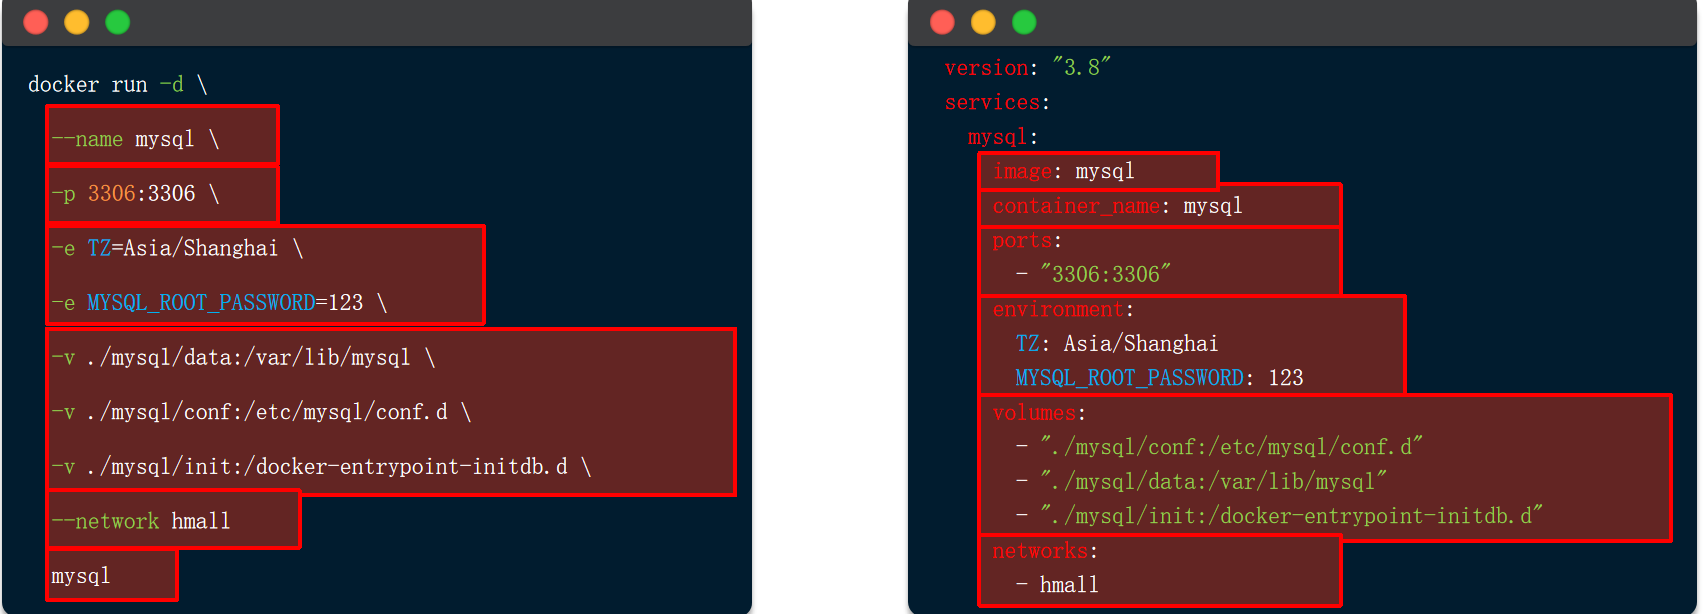 docker run -d \
--name mysql \
-p 3306:3306 \
-e TZ=Asia/Shanghai \
-e MYSQL_ROOT_PASSWORD=123 \
-v ./mysql/data:/var/lib/mysql \
-v ./mysql/conf:/etc/mysql/conf.d \
-v ./mysql/init:/docker-entrypoint-initdb.d \
--network hmall
mysql
version: "3.8"
services:
mysql:
image: mysql
container_name: mysql
ports:
- "3306:3306"
environment:
TZ: Asia/Shanghai
MYSQL_ROOT_PASSWORD: 123
volumes:
- "./mysql/conf:/etc/mysql/conf.d"
- "./mysql/data:/var/lib/mysql"
- "./mysql/init:/docker-entrypoint-initdb.d"
networks:
- hmall